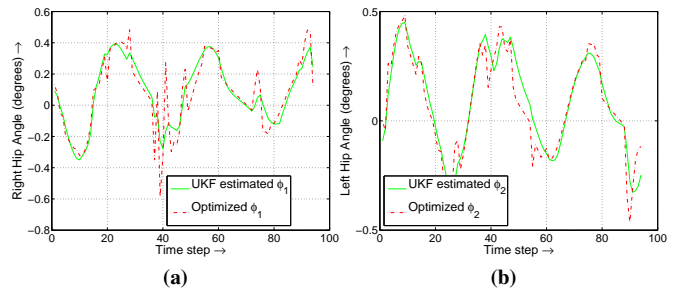 0.6
0.4
0.2
0
−0.2
−0.4
−0.6
−0.8
0 20 40 60 80 100
Right Hip Angle (degrees) →
Time step →
UKF estimated ϕ1
Optimized ϕ1
(a)
0.5
0
−0.5
0 20 40 60 80 100
Left Hip Angle (degrees) →
Time step →
UKF estimated ϕ2
Optimized ϕ2
(b)